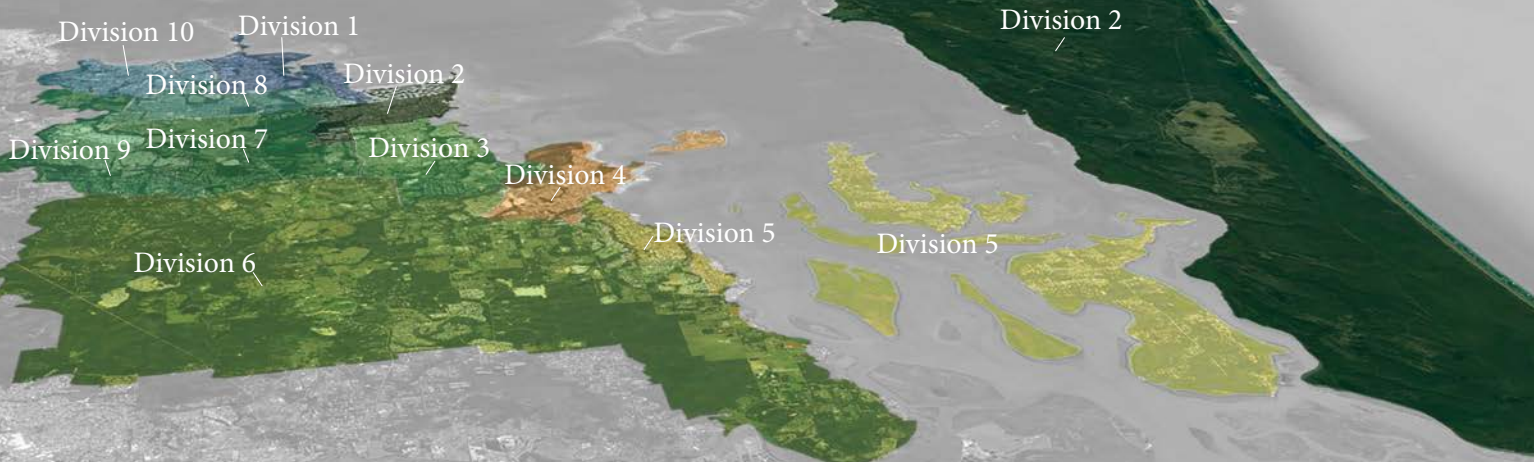 Division 2
Division 10
Division 1
Division 8
Division 2
Division 9
Division 7
Division 3
Division 4
Division 5
Division 5
Division 6